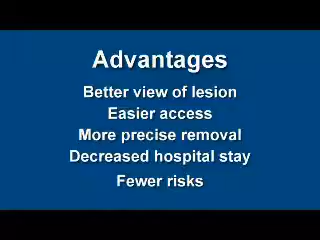 Advantages
Better view of lesion
Easier access
More precise removal
Decreased hospital stay
Fewer risks